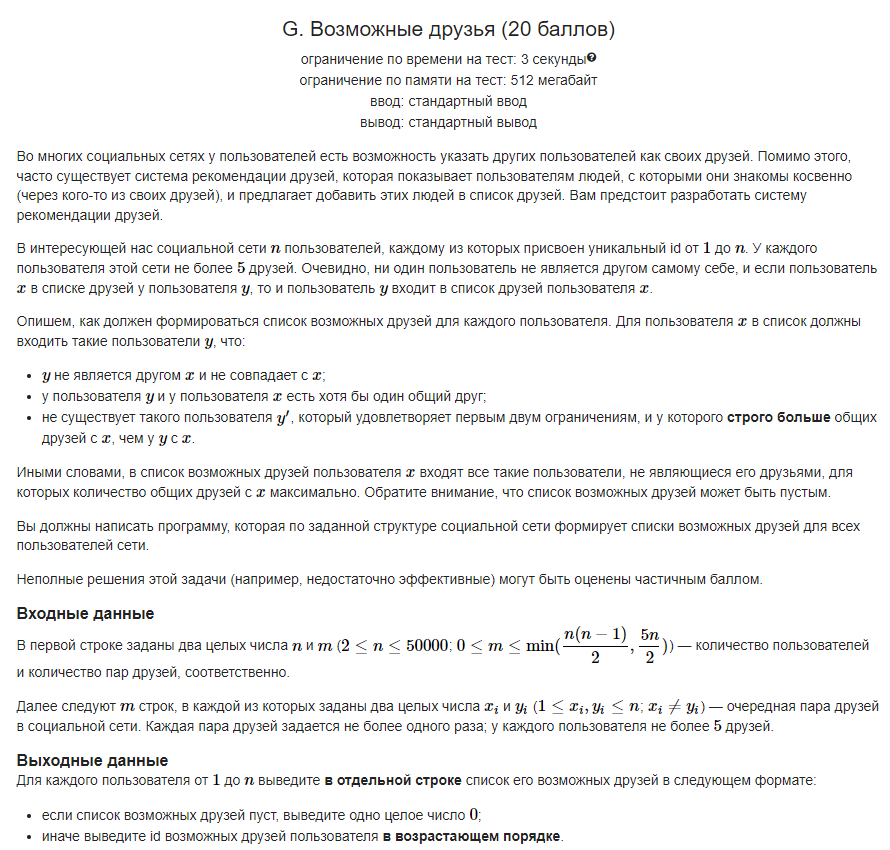 G. Возможные друзья (20 баллов)
ограничение по времени на тест: 3 секунды?
ограничение по памяти на тест: 512 мегабайт
ввод: стандартный ввод
вывод: стандартный вывод
Во многих социальных сетях у пользователей есть возможность указать других пользователей как своих друзей. Помимо этого,
часто существует система рекомендации друзей, которая показывает пользователям людей, с которыми они знакомы косвенно
(через кого-то из своих друзей), и предлагает добавить этих людей в список друзей. Вам предстоит разработать систему
рекомендации друзей.
В интересующей нас социальной сети n пользователей, каждому из которых присвоен уникальный id от 1 до n. У каждого
пользователя этой сети не более 5 друзей. Очевидно, ни один пользователь не является другом самому себе, и если пользователь
x в списке друзей у пользователя y, то и пользователь y входит в список друзей пользователя x.
Опишем, как должен формироваться список возможных друзей для каждого пользователя. Для пользователя x в список должны
входить такие пользователи y, что:
• y не является другом x и не совпадает с x;
• у пользователя y и у пользователя x есть хотя бы один общий друг;
• не существует такого пользователя y′, который удовлетворяет первым двум ограничениям, и у которого строго больше общих
друзей с x, чем у y с x.
Иными словами, в список возможных друзей пользователя x входят все такие пользователи, не являющиеся его друзьями, для
которых количество общих друзей с x максимально. Обратите внимание, что список возможных друзей может быть пустым.
Вы должны написать программу, которая по заданной структуре социальной сети формирует списки возможных друзей для всех
пользователей сети.
Неполные решения этой задачи (например, недостаточно эффективные) могут быть оценены частичным баллом.
Входные данные
В первой строке заданы два целых числа n и m (2 ≤ n ≤ 50000; 0 ≤ m ≤ min(n(n − 1)/2, 5n/2)) — количество пользователей
и количество пар друзей, соответственно.
Далее следуют m строк, в каждой из которых заданы два целых числа xᵢ и yᵢ (1 ≤ xᵢ, yᵢ ≤ n; xᵢ ≠ yᵢ) — очередная пара друзей
в социальной сети. Каждая пара друзей задается не более одного раза; у каждого пользователя не более 5 друзей.
Выходные данные
Для каждого пользователя от 1 до n выведите в отдельной строке список его возможных друзей в следующем формате:
• если список возможных друзей пуст, выведите одно целое число 0;
• иначе выведите id возможных друзей пользователя в возрастающем порядке.